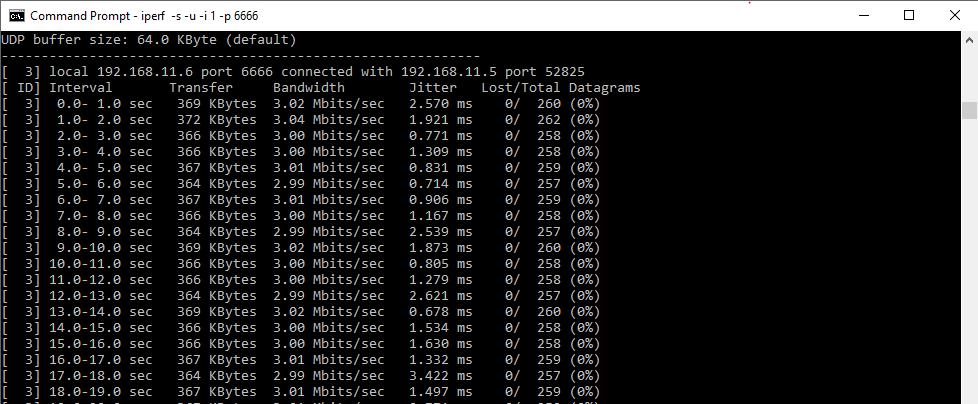 Command Prompt - iperf -s -u -i 1 -p 6666
UDP buffer size: 64.0 KByte (default)
------------------------------------------------------------
[  3] local 192.168.11.6 port 6666 connected with 192.168.11.5 port 52825
[ ID] Interval       Transfer     Bandwidth        Jitter   Lost/Total Datagrams
[  3]  0.0- 1.0 sec   369 KBytes  3.02 Mbits/sec   2.570 ms    0/  260 (0%)
[  3]  1.0- 2.0 sec   372 KBytes  3.04 Mbits/sec   1.921 ms    0/  262 (0%)
[  3]  2.0- 3.0 sec   366 KBytes  3.00 Mbits/sec   0.771 ms    0/  258 (0%)
[  3]  3.0- 4.0 sec   366 KBytes  3.00 Mbits/sec   1.309 ms    0/  258 (0%)
[  3]  4.0- 5.0 sec   367 KBytes  3.01 Mbits/sec   0.831 ms    0/  259 (0%)
[  3]  5.0- 6.0 sec   364 KBytes  2.99 Mbits/sec   0.714 ms    0/  257 (0%)
[  3]  6.0- 7.0 sec   367 KBytes  3.01 Mbits/sec   0.906 ms    0/  259 (0%)
[  3]  7.0- 8.0 sec   366 KBytes  3.00 Mbits/sec   1.167 ms    0/  258 (0%)
[  3]  8.0- 9.0 sec   364 KBytes  2.99 Mbits/sec   2.539 ms    0/  257 (0%)
[  3]  9.0-10.0 sec   369 KBytes  3.02 Mbits/sec   1.873 ms    0/  260 (0%)
[  3] 10.0-11.0 sec   366 KBytes  3.00 Mbits/sec   0.805 ms    0/  258 (0%)
[  3] 11.0-12.0 sec   366 KBytes  3.00 Mbits/sec   1.279 ms    0/  258 (0%)
[  3] 12.0-13.0 sec   364 KBytes  2.99 Mbits/sec   2.621 ms    0/  257 (0%)
[  3] 13.0-14.0 sec   369 KBytes  3.02 Mbits/sec   0.678 ms    0/  260 (0%)
[  3] 14.0-15.0 sec   366 KBytes  3.00 Mbits/sec   1.534 ms    0/  258 (0%)
[  3] 15.0-16.0 sec   366 KBytes  3.00 Mbits/sec   1.630 ms    0/  258 (0%)
[  3] 16.0-17.0 sec   367 KBytes  3.01 Mbits/sec   1.332 ms    0/  259 (0%)
[  3] 17.0-18.0 sec   364 KBytes  2.99 Mbits/sec   3.422 ms    0/  257 (0%)
[  3] 18.0-19.0 sec   367 KBytes  3.01 Mbits/sec   1.497 ms    0/  259 (0%)